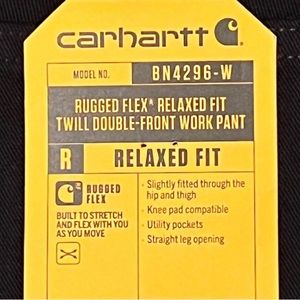 carhartt
MODEL NO. BN4296-W
RUGGED FLEX® RELAXED FIT
TWILL DOUBLE-FRONT WORK PANT
R RELAXED FIT
RUGGED
FLEX
BUILT TO STRETCH
AND FLEX WITH YOU
AS YOU MOVE
• Slightly fitted through the
hip and thigh
• Knee pad compatible
• Utility pockets
• Straight leg opening